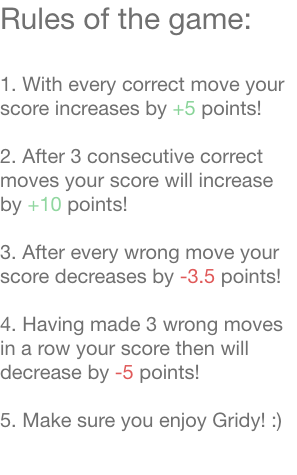 Rules of the game:
1. With every correct move your
score increases by +5 points!
2. After 3 consecutive correct
moves your score will increase
by +10 points!
3. After every wrong move your
score decreases by -3.5 points!
4. Having made 3 wrong moves
in a row your score then will
decrease by -5 points!
5. Make sure you enjoy Gridy! :)